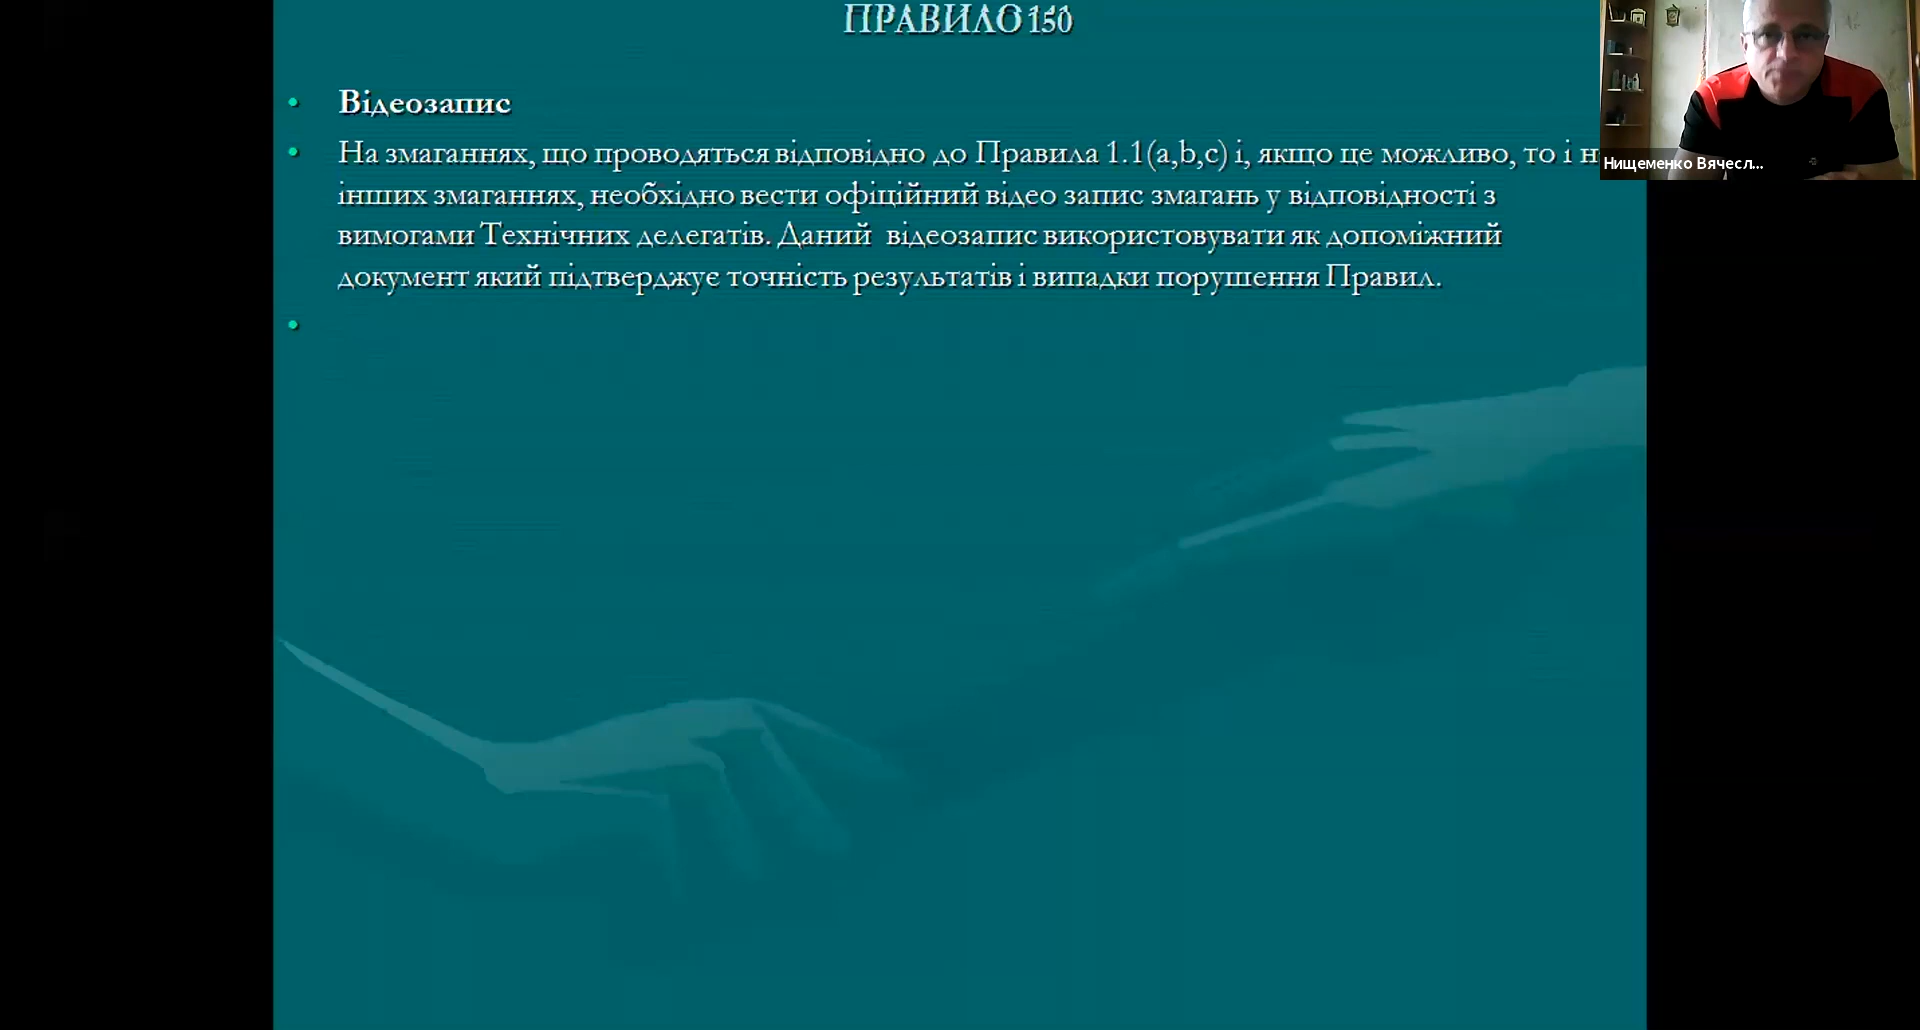 ПРАВИЛО 150
Відеозапис
На змаганнях, що проводяться відповідно до Правила 1.1(a,b,c) і, якщо це можливо, то і
інших змаганнях, необхідно вести офіційний відео запис змагань у відповідності з
вимогами Технічних делегатів. Даний відеозапис використовувати як допоміжний
документ який підтверджує точність результатів і випадки порушення Правил.
Нищеменко Вячесл...